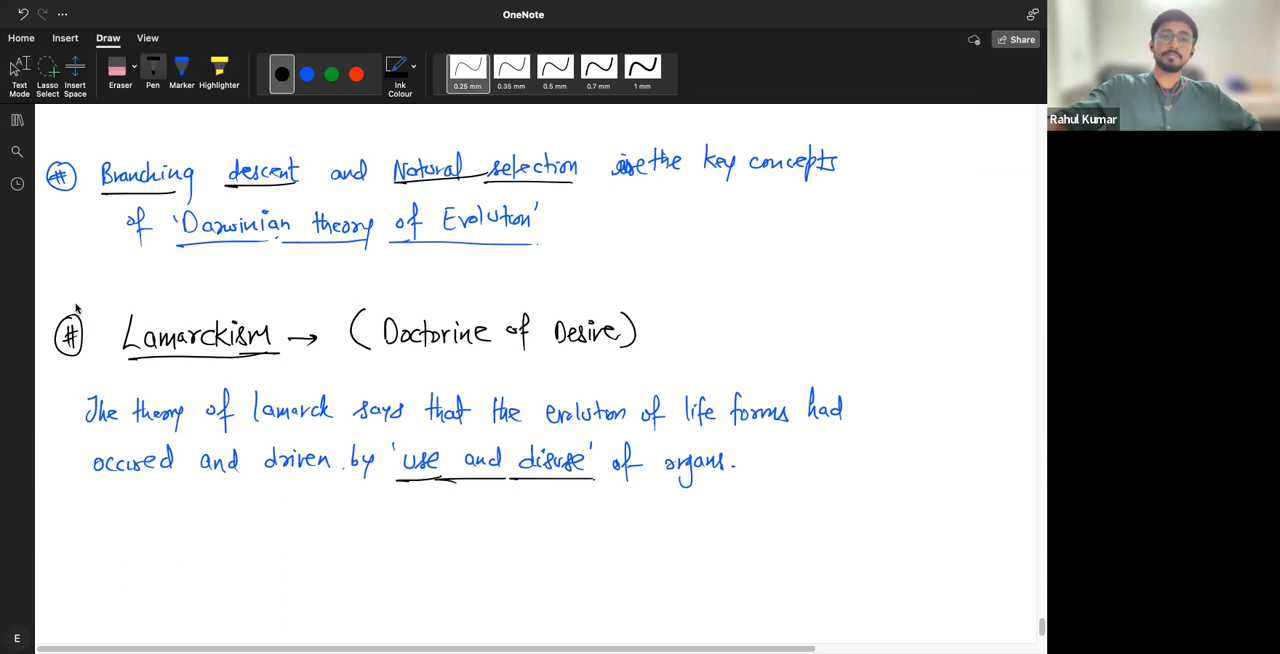 OneNote
Home Insert Draw View
Share
Text Mode
Lasso Select
Insert Space
Eraser
Pen
Marker
Highlighter
Ink Colour
0.25 mm 0.35 mm 0.5 mm 0.7 mm 1 mm
Rahul Kumar
# Branching descent and Natural selection the key concepts
of 'Darwinian theory of Evolution'
# Lamarckism → (Doctorine of Desire)
The theory of lamarck says that the evolution of life forms had
occured and driven by 'use and disuse' of organs.
E